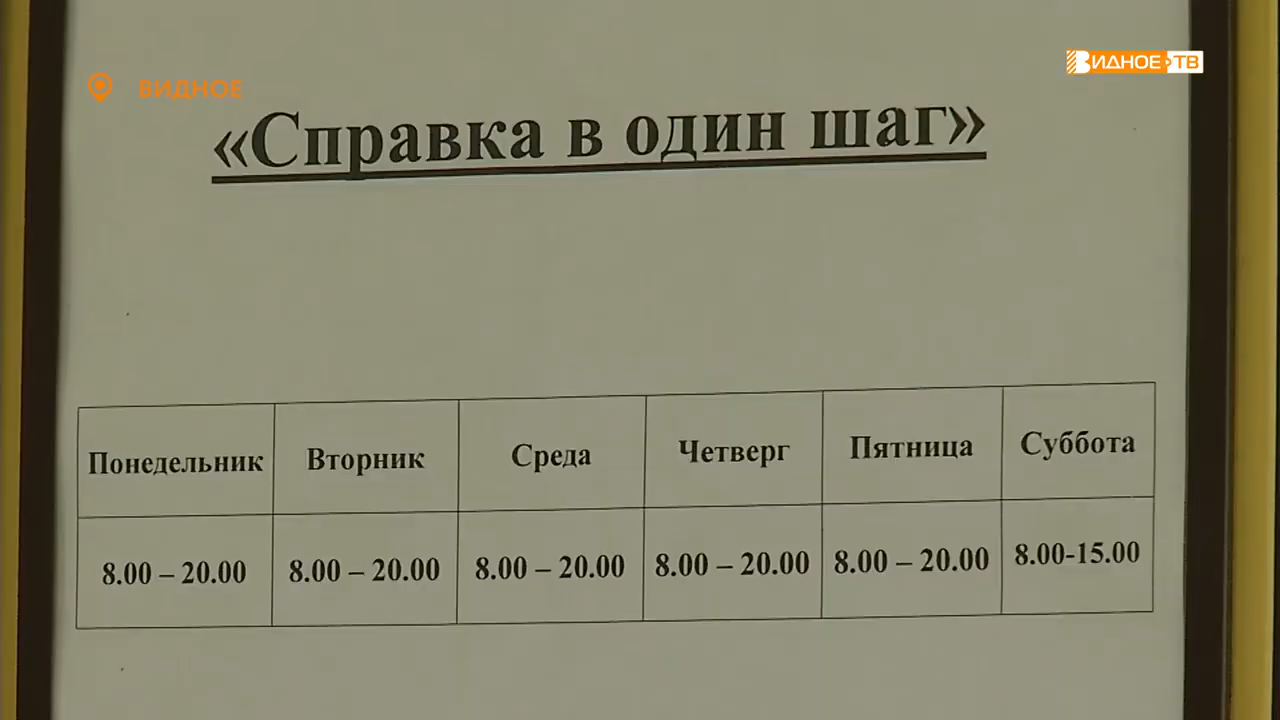 ВИДНОЕ
ВИДНОЕ ТВ
«Справка в один шаг»
Понедельник Вторник Среда Четверг Пятница Суббота
8.00 – 20.00 8.00 – 20.00 8.00 – 20.00 8.00 – 20.00 8.00 – 20.00 8.00-15.00